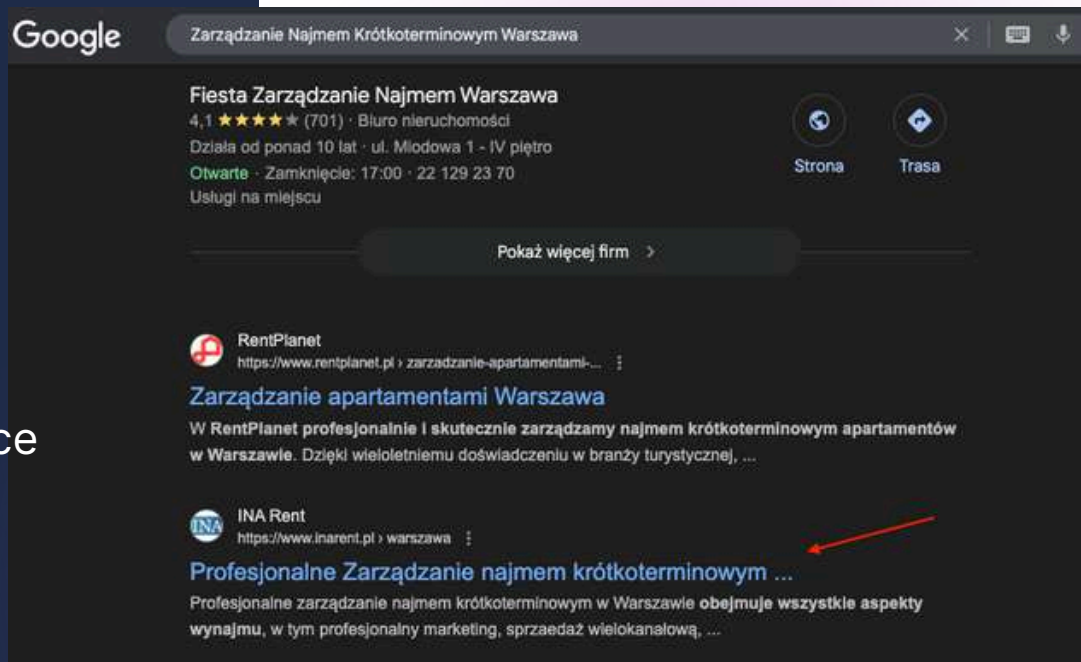 Google
Zarządzanie Najmem Krótkoterminowym Warszawa
Fiesta Zarządzanie Najmem Warszawa
4,1 ★★★★★ (701) · Biuro nieruchomości
Działa od ponad 10 lat · ul. Miodowa 1 - IV piętro
Otwarte · Zamknięcie: 17:00 · 22 129 23 70
Usługi na miejscu
Strona
Trasa
Pokaż więcej firm >
RentPlanet
https://www.rentplanet.pl › zarzadzanie-apartamentami-...
Zarządzanie apartamentami Warszawa
W RentPlanet profesjonalnie i skutecznie zarządzamy najmem krótkoterminowym apartamentów
w Warszawie. Dzięki wieloletniemu doświadczeniu w branży turystycznej, ...
ce
INA
INA Rent
https://www.inarent.pl › warszawa
Profesjonalne Zarządzanie najmem krótkoterminowym ...
Profesjonalne zarządzanie najmem krótkoterminowym w Warszawie obejmuje wszystkie aspekty
wynajmu, w tym profesjonalny marketing, sprzaedaż wielokanałową, ...